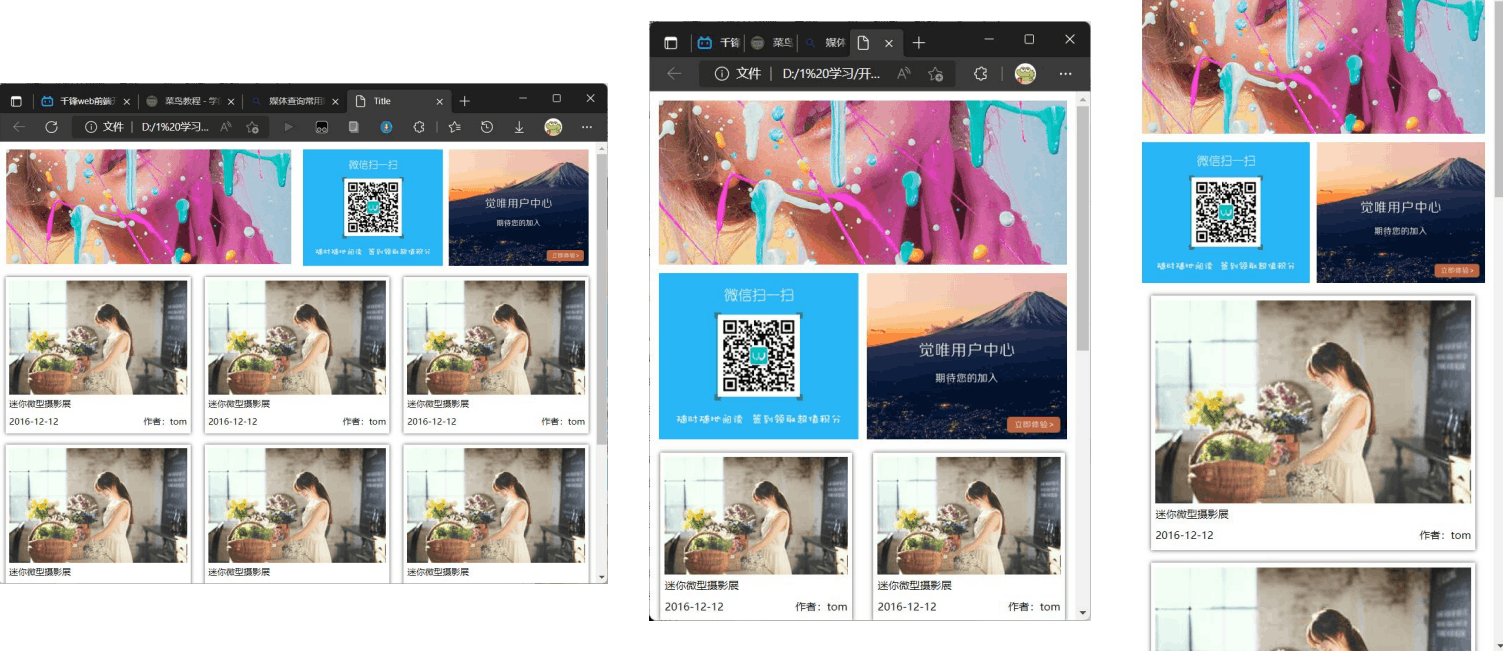 千锋web前端开
菜鸟教程 - 学
媒体查询常用
Title
文件
D:/1%20学习...
微信扫一扫
随时随地阅读 签到领取超值积分
觉唯用户中心
期待您的加入
立即体验>
迷你微型摄影展
2016-12-12
作者：tom
迷你微型摄影展
2016-12-12
作者：tom
迷你微型摄影展
2016-12-12
作者：tom
迷你微型摄影展
迷你微型摄影展
迷你微型摄影展
千锋
菜鸟
媒体
文件
D:/1%20学习/开...
微信扫一扫
随时随地阅读 签到领取超值积分
觉唯用户中心
期待您的加入
立即体验>
迷你微型摄影展
2016-12-12
作者：tom
迷你微型摄影展
2016-12-12
作者：tom
微信扫一扫
随时随地阅读 签到领取超值积分
觉唯用户中心
期待您的加入
立即体验>
迷你微型摄影展
2016-12-12
作者：tom